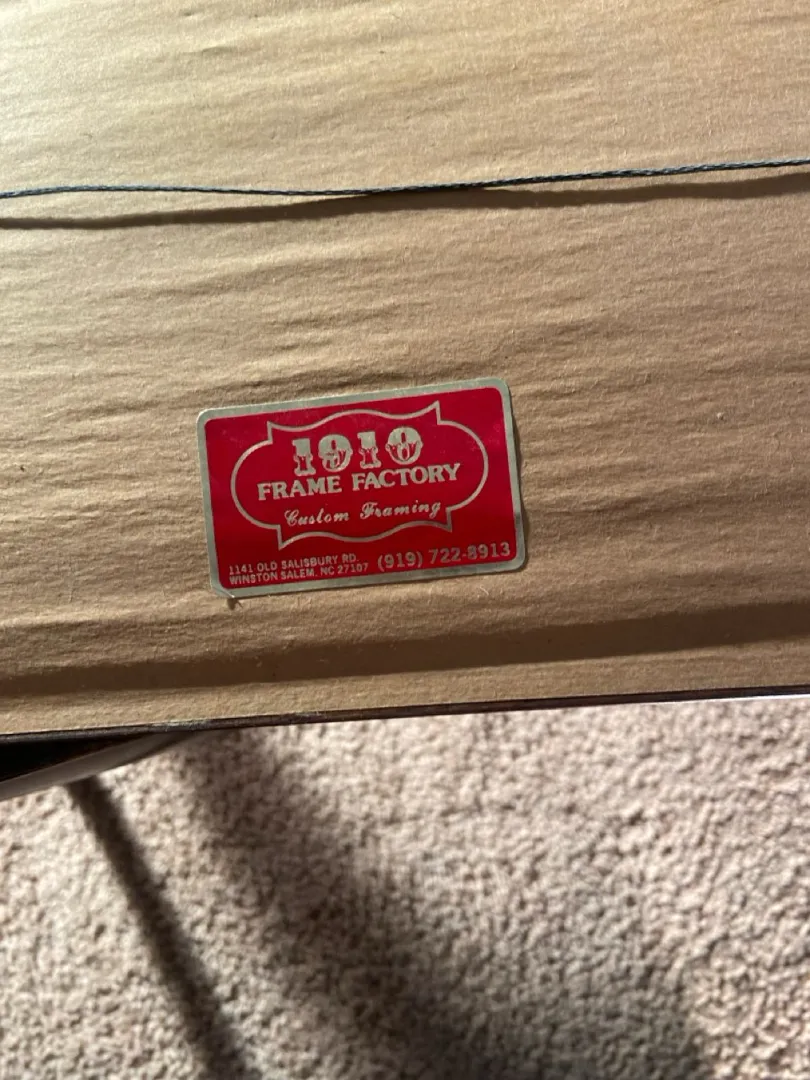 1910
FRAME FACTORY
Custom Framing
1141 OLD SALISBURY RD.
WINSTON SALEM, NC 27107
(919) 722-8913